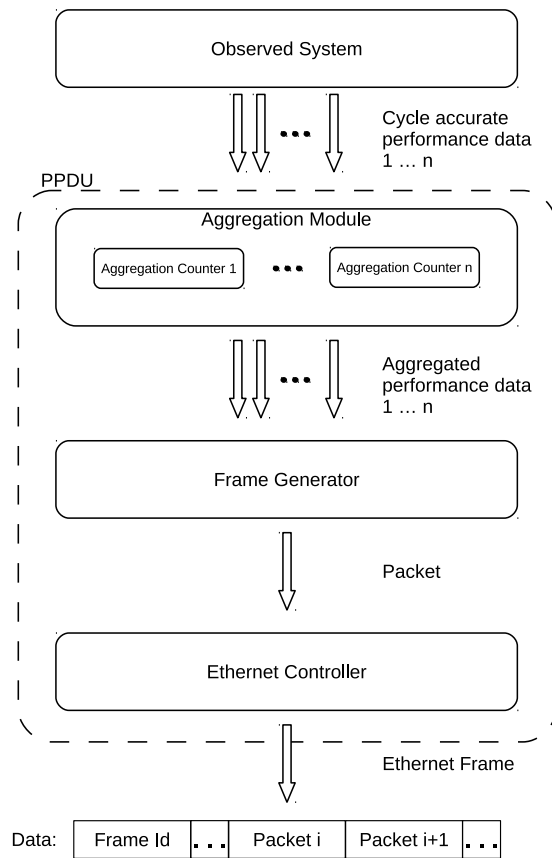 Observed System
Cycle accurate
performance data
1 ... n
PPDU
Aggregation Module
Aggregation Counter 1
...
Aggregation Counter n
Aggregated
performance data
1 ... n
Frame Generator
Packet
Ethernet Controller
Ethernet Frame
Data: Frame Id ... Packet i Packet i+1 ...